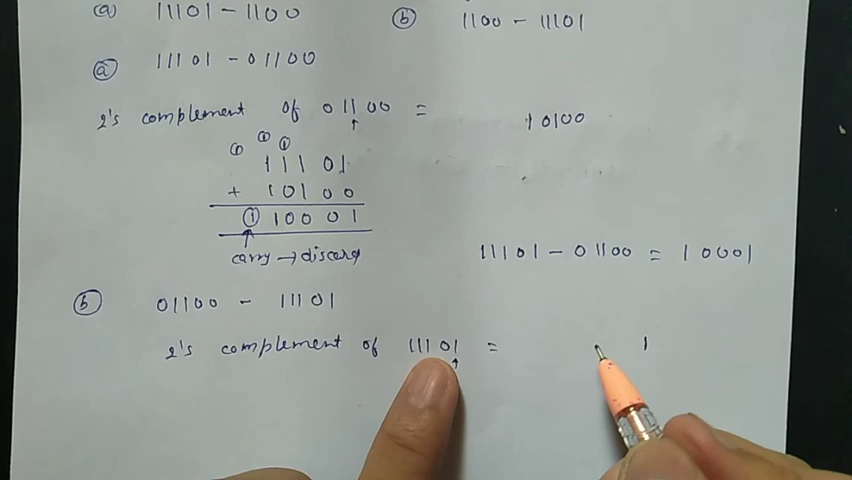 (a) 11101 - 1100 (b) 1100 - 11101
(a) 11101 - 01100
2's complement of 01100 = 10100
1 1 1
11101
+ 10100
1 10001
carry → discard
11101 - 01100 = 10001
(b) 01100 - 11101
2's complement of 11101 = 1